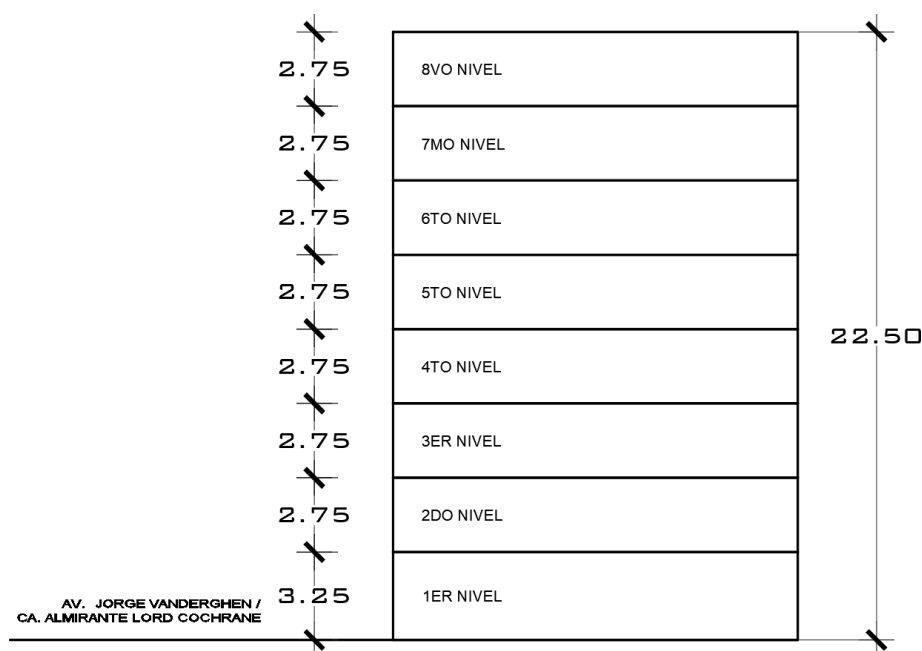 2.75
8VO NIVEL
2.75
7MO NIVEL
2.75
6TO NIVEL
2.75
5TO NIVEL
22.50
2.75
4TO NIVEL
2.75
3ER NIVEL
2.75
2DO NIVEL
AV. JORGE VANDERGHEN /
CA. ALMIRANTE LORD COCHRANE
3.25
1ER NIVEL